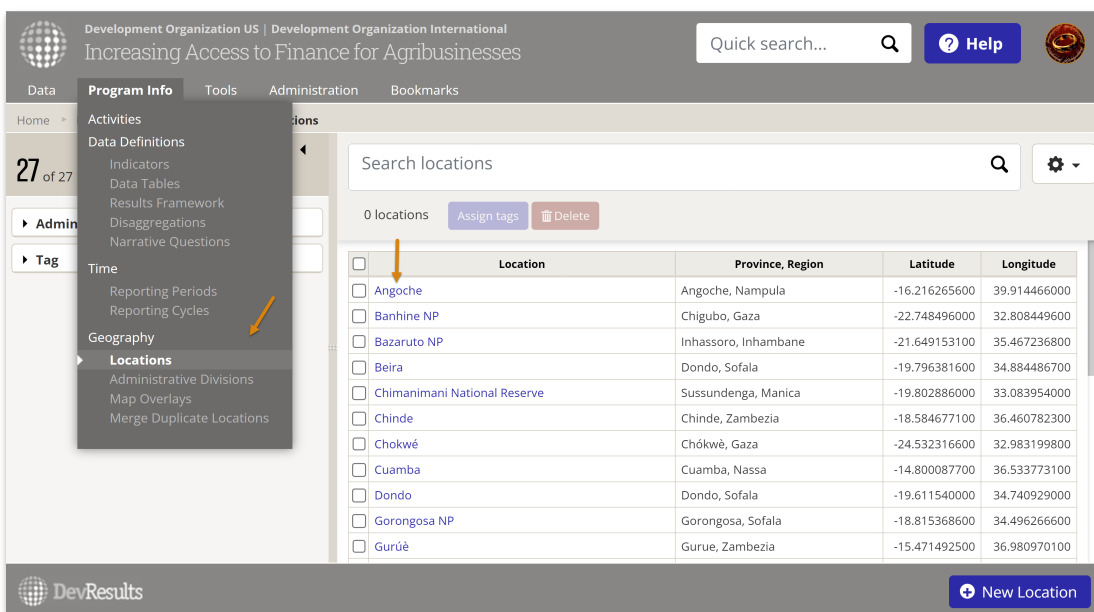 Development Organization US | Development Organization International
Increasing Access to Finance for Agribusinesses
Quick search...
? Help
Data Program Info Tools Administration Bookmarks
Home
ions
Activities
Data Definitions
Indicators
Data Tables
Results Framework
Disaggregations
Narrative Questions
Time
Reporting Periods
Reporting Cycles
Geography
Locations
Administrative Divisions
Map Overlays
Merge Duplicate Locations
27 of 27
Admin
Tag
Search locations
0 locations Assign tags Delete
Location Province, Region Latitude Longitude
Angoche Angoche, Nampula -16.216265600 39.914466000
Banhine NP Chigubo, Gaza -22.748496000 32.808449600
Bazaruto NP Inhassoro, Inhambane -21.649153100 35.467236800
Beira Dondo, Sofala -19.796381600 34.884486700
Chimanimani National Reserve Sussundenga, Manica -19.802886000 33.083954000
Chinde Chinde, Zambezia -18.584677100 36.460782300
Chokwé Chókwè, Gaza -24.532316600 32.983199800
Cuamba Cuamba, Nassa -14.800087700 36.533773100
Dondo Dondo, Sofala -19.611540000 34.740929000
Gorongosa NP Gorongosa, Sofala -18.815368600 34.496266600
Gurúè Gurue, Zambezia -15.471492500 36.980970100
DevResults
New Location